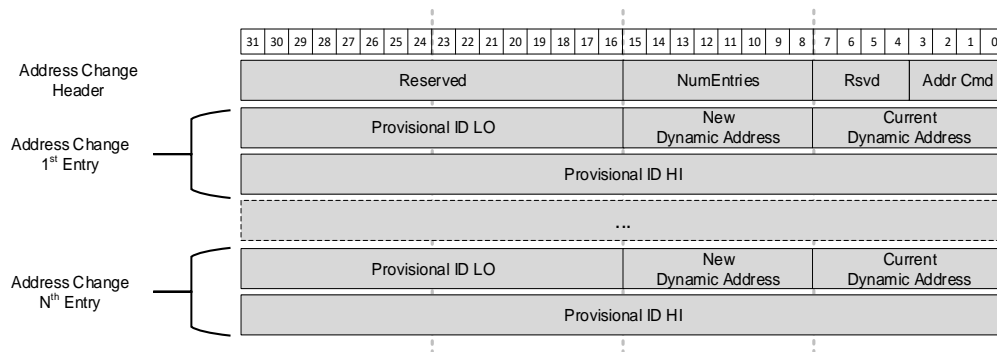 31 30 29 28 27 26 25 24 23 22 21 20 19 18 17 16 15 14 13 12 11 10 9 8 7 6 5 4 3 2 1 0
Address Change
Header
Reserved
NumEntries
Rsvd
Addr Cmd
Address Change
1st Entry
Provisional ID LO
New
Dynamic Address
Current
Dynamic Address
Provisional ID HI
...
Address Change
Nth Entry
Provisional ID LO
New
Dynamic Address
Current
Dynamic Address
Provisional ID HI